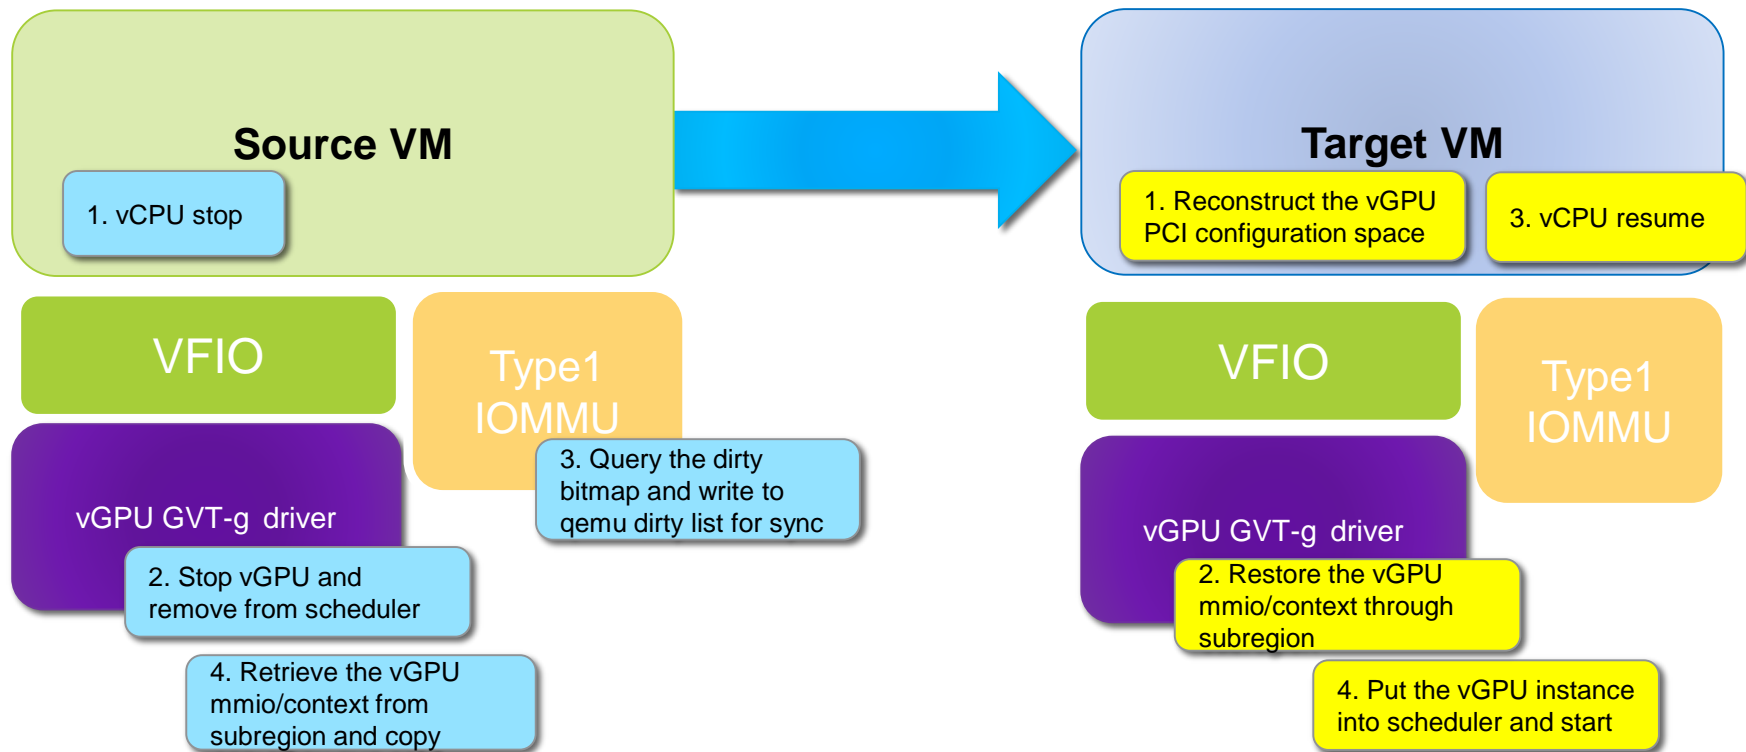 Source VM
1. vCPU stop
VFIO
Type1
IOMMU
3. Query the dirty
bitmap and write to
qemu dirty list for sync
vGPU GVT-g driver
2. Stop vGPU and
remove from scheduler
4. Retrieve the vGPU
mmio/context from
subregion and copy
Target VM
1. Reconstruct the vGPU
PCI configuration space
3. vCPU resume
VFIO
Type1
IOMMU
vGPU GVT-g driver
2. Restore the vGPU
mmio/context through
subregion
4. Put the vGPU instance
into scheduler and start